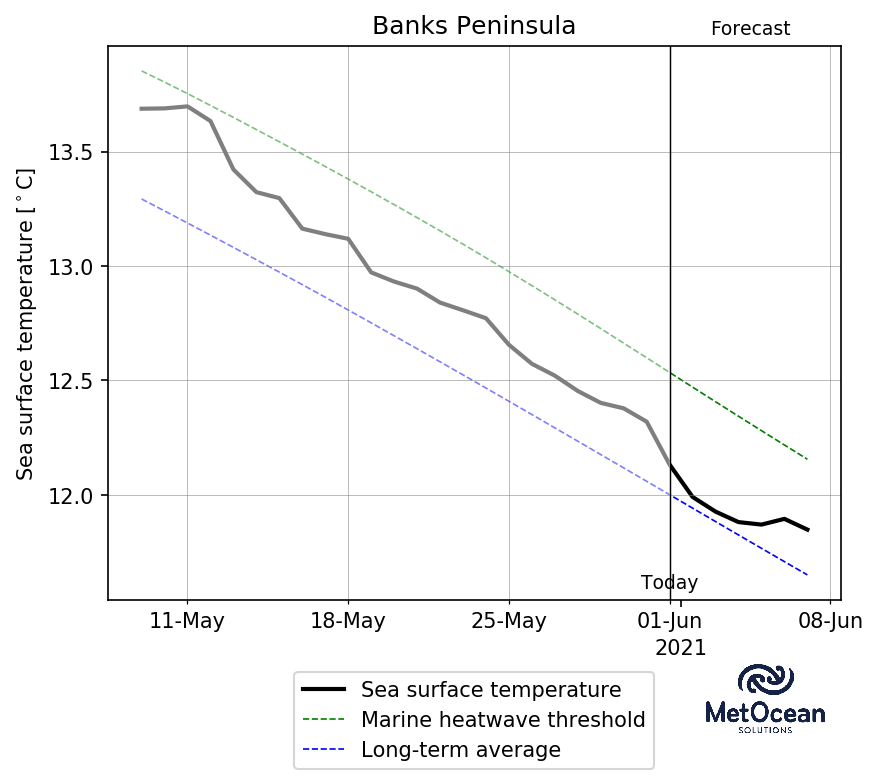 Banks Peninsula
Forecast
Sea surface temperature [°C]
13.5
13.0
12.5
12.0
Today
11-May
18-May
25-May
01-Jun
08-Jun
2021
Sea surface temperature
Marine heatwave threshold
Long-term average
MetOcean
SOLUTIONS